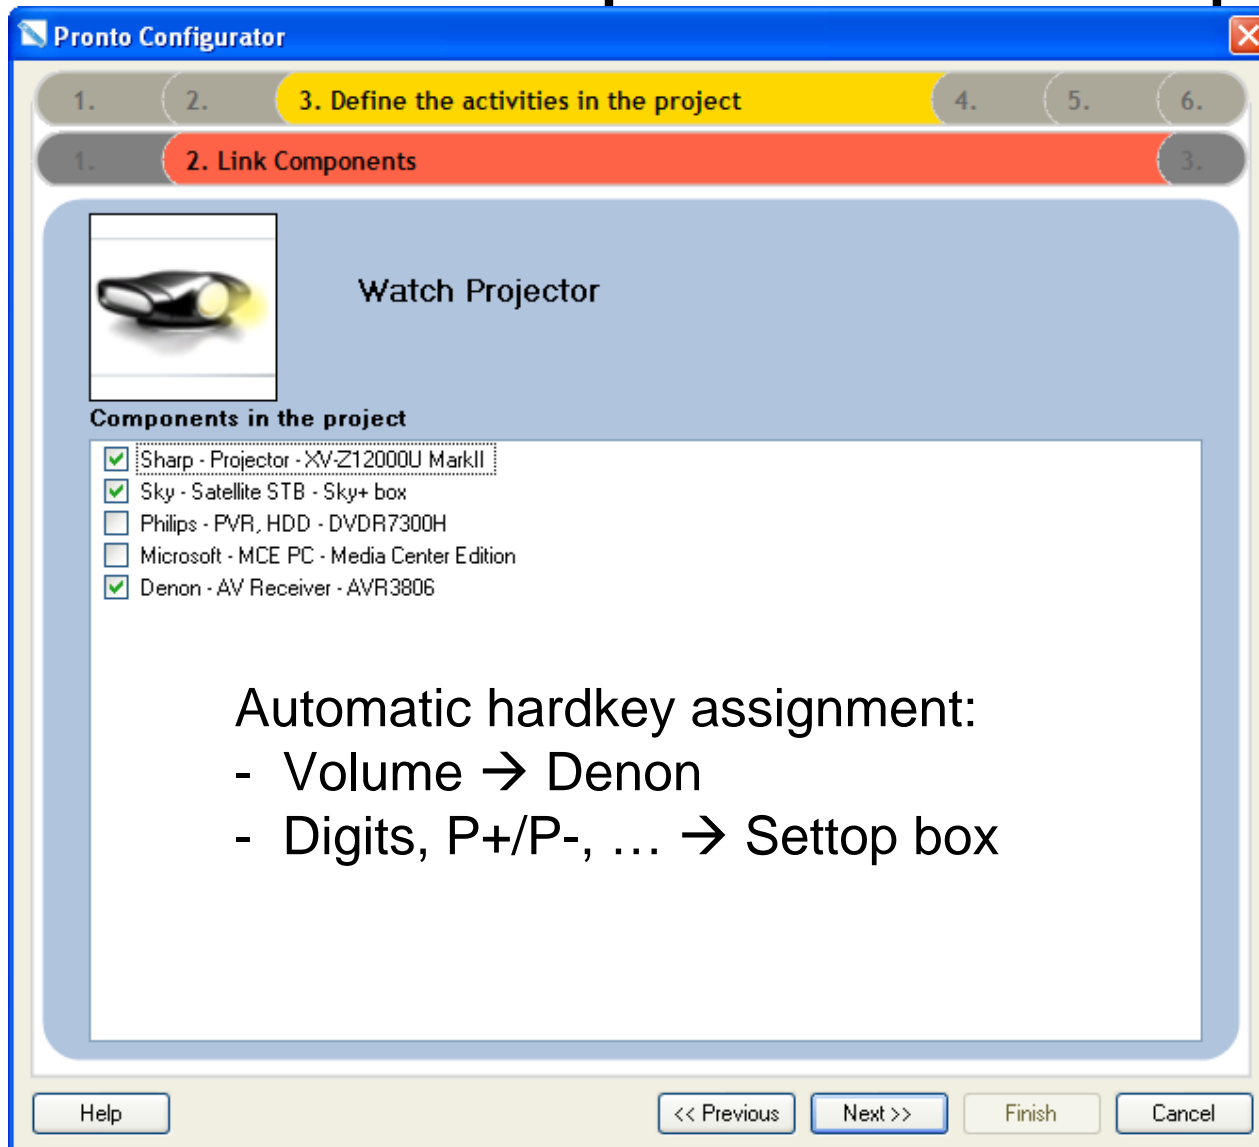 Pronto Configurator
1. 2. 3. Define the activities in the project 4. 5. 6.
1. 2. Link Components 3.
Watch Projector
Components in the project
Sharp - Projector - XV-Z12000U MarkII
Sky - Satellite STB - Sky+ box
Philips - PVR, HDD - DVDR7300H
Microsoft - MCE PC - Media Center Edition
Denon - AV Receiver - AVR3806
Automatic hardkey assignment:
- Volume → Denon
- Digits, P+/P-, … → Settop box
Help << Previous Next >> Finish Cancel